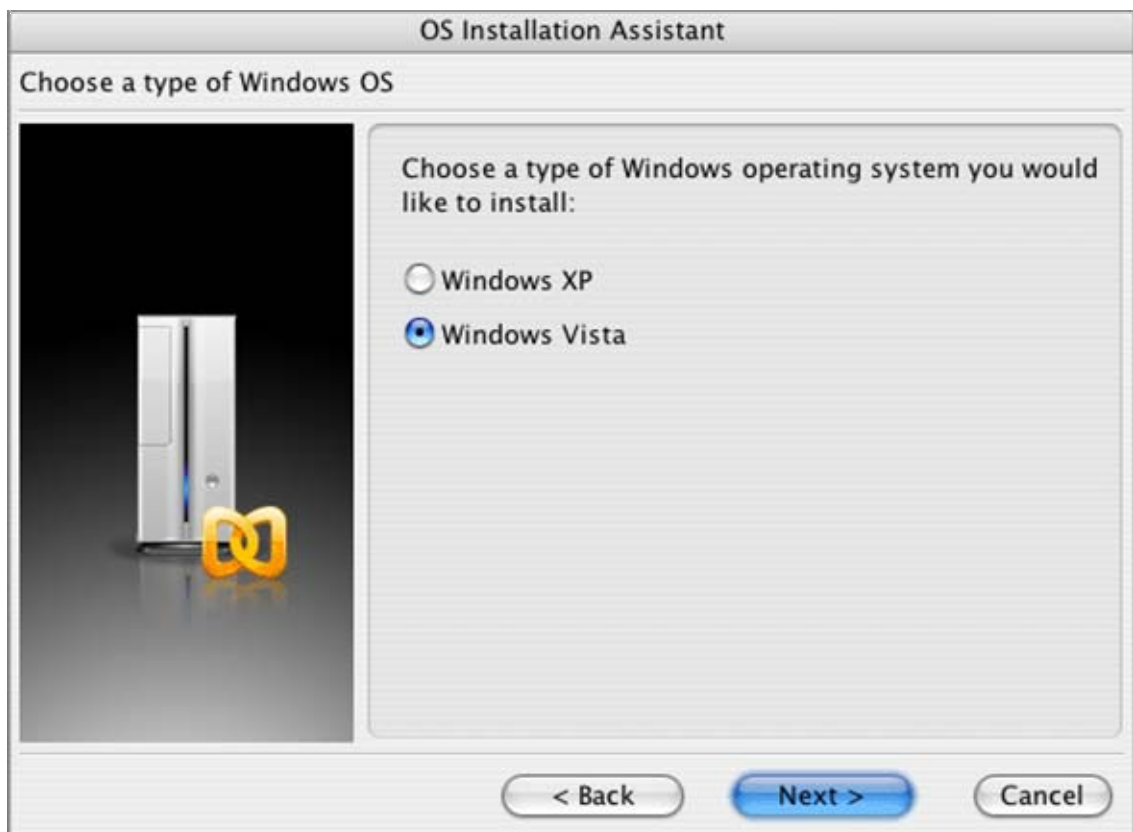 OS Installation Assistant
Choose a type of Windows OS
Choose a type of Windows operating system you would
like to install:
Windows XP
Windows Vista
< Back
Next >
Cancel